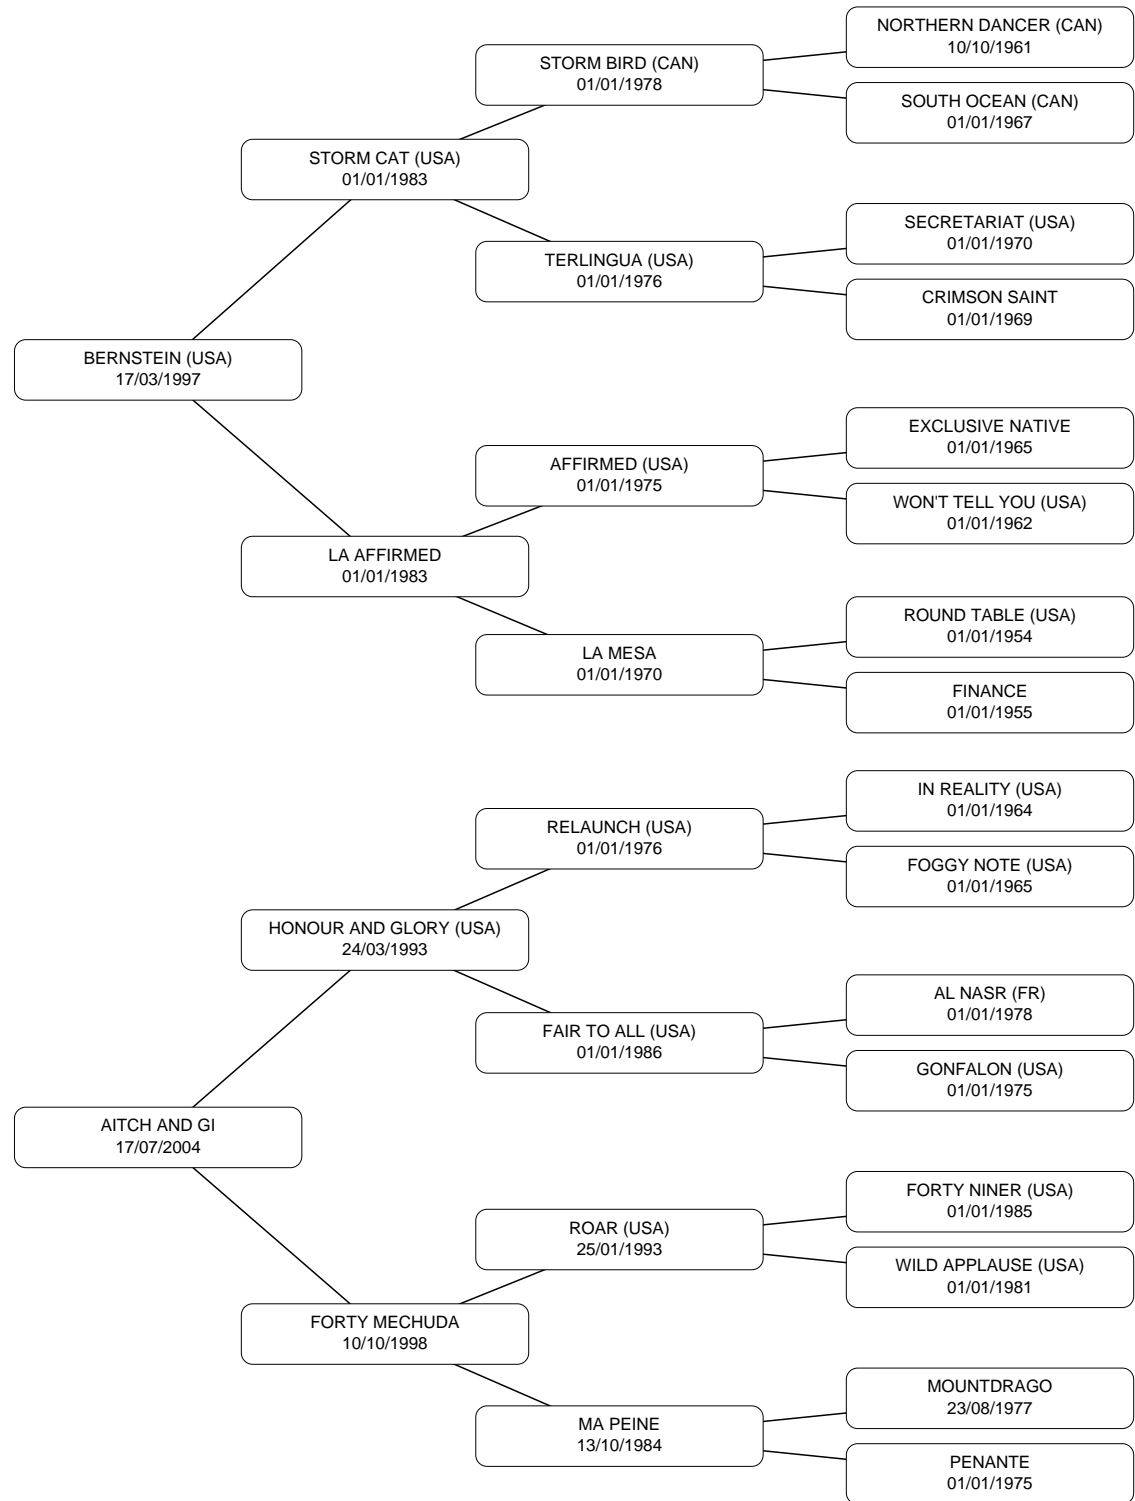 NORTHERN DANCER (CAN)
10/10/1961
STORM BIRD (CAN)
01/01/1978
SOUTH OCEAN (CAN)
01/01/1967
STORM CAT (USA)
01/01/1983
SECRETARIAT (USA)
01/01/1970
TERLINGUA (USA)
01/01/1976
CRIMSON SAINT
01/01/1969
BERNSTEIN (USA)
17/03/1997
EXCLUSIVE NATIVE
01/01/1965
AFFIRMED (USA)
01/01/1975
WON'T TELL YOU (USA)
01/01/1962
LA AFFIRMED
01/01/1983
ROUND TABLE (USA)
01/01/1954
LA MESA
01/01/1970
FINANCE
01/01/1955
IN REALITY (USA)
01/01/1964
RELAUNCH (USA)
01/01/1976
FOGGY NOTE (USA)
01/01/1965
HONOUR AND GLORY (USA)
24/03/1993
AL NASR (FR)
01/01/1978
FAIR TO ALL (USA)
01/01/1986
GONFALON (USA)
01/01/1975
AITCH AND GI
17/07/2004
FORTY NINER (USA)
01/01/1985
ROAR (USA)
25/01/1993
WILD APPLAUSE (USA)
01/01/1981
FORTY MECHUDA
10/10/1998
MOUNTDRAGO
23/08/1977
MA PEINE
13/10/1984
PENANTE
01/01/1975